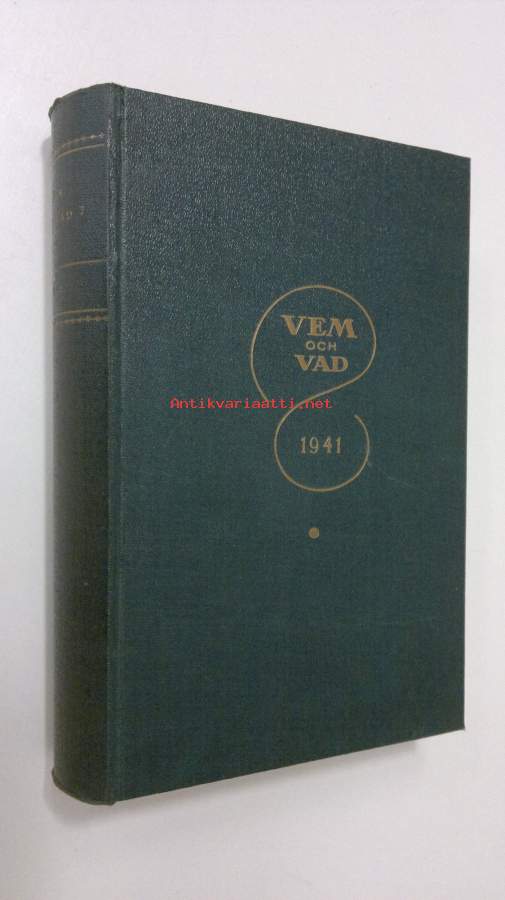 VEM
OCH
VAD
Antikvariaatti.net
1941